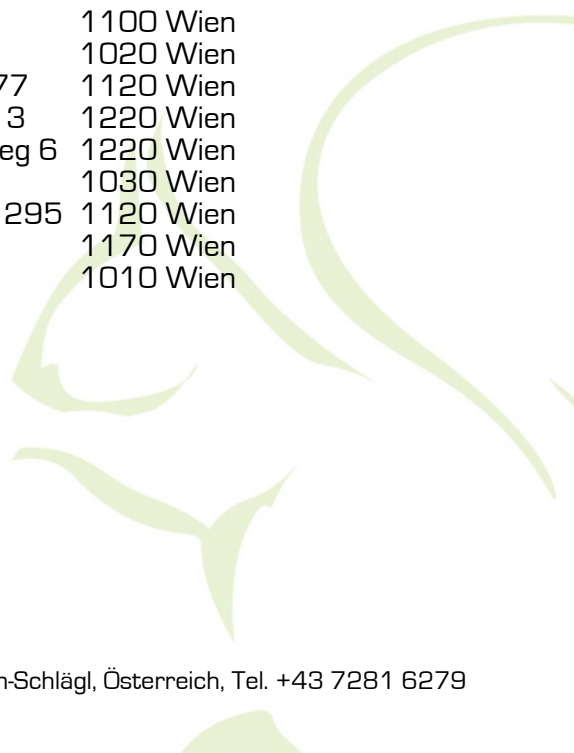 1100 Wien
1020 Wien
77 1120 Wien
3 1220 Wien
eg 6 1220 Wien
1030 Wien
295 1120 Wien
1170 Wien
1010 Wien
n-Schlägl, Österreich, Tel. +43 7281 6279